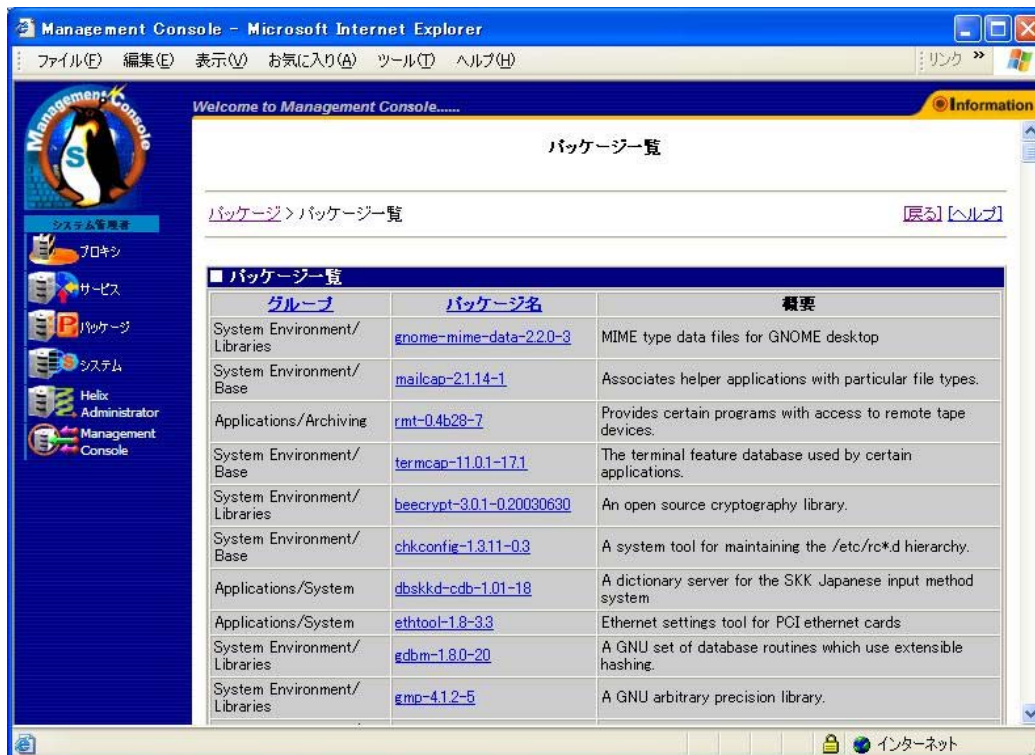 Management Console - Microsoft Internet Explorer
ファイル(F) 編集(E) 表示(V) お気に入り(A) ツール(T) ヘルプ(H) リンク »
Management Console
S
Welcome to Management Console......
Information
パッケージ一覧
システム管理者
プロキシ
サービス
P パッケージ
S システム
Helix
Administrator
Management
Console
パッケージ > パッケージ一覧 [戻る] [ヘルプ]
■ パッケージ一覧
グループ パッケージ名 概要
System Environment/
Libraries
gnome-mime-data-2.2.0-3
MIME type data files for GNOME desktop
System Environment/
Base
mailcap-2.1.14-1
Associates helper applications with particular file types.
Applications/Archiving
rmt-0.4b28-7
Provides certain programs with access to remote tape
devices.
System Environment/
Base
termcap-11.0.1-17.1
The terminal feature database used by certain
applications.
System Environment/
Libraries
beecrypt-3.0.1-0.20030630
An open source cryptography library.
System Environment/
Base
chkconfig-1.3.11-0.3
A system tool for maintaining the /etc/rc*.d hierarchy.
Applications/System
dbskkd-cdb-1.01-18
A dictionary server for the SKK Japanese input method
system
Applications/System
ethtool-1.8-3.3
Ethernet settings tool for PCI ethernet cards
System Environment/
Libraries
gdbm-1.8.0-20
A GNU set of database routines which use extensible
hashing.
System Environment/
Libraries
gmp-4.1.2-5
A GNU arbitrary precision library.
インターネット